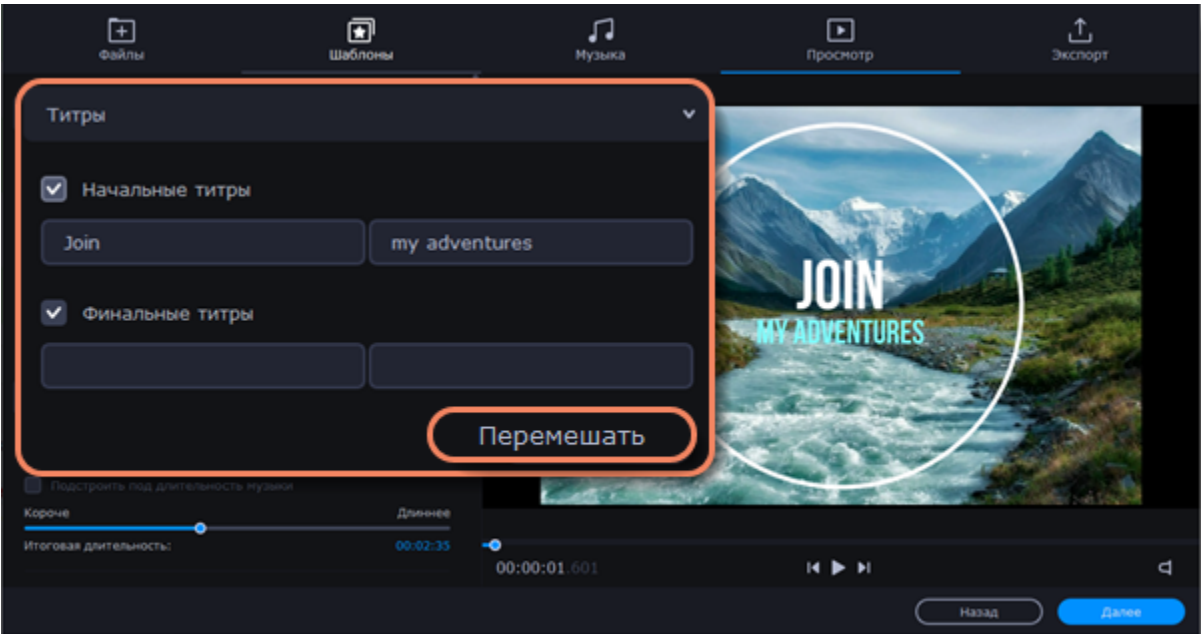 Файлы
Шаблоны
Музыка
Просмотр
Экспорт
Титры
Начальные титры
Join
my adventures
Финальные титры
Перемешать
Подстроить под длительность музыки
Короче
Длиннее
Итоговая длительность:
00:02:35
JOIN
MY ADVENTURES
00:00:01.601
Назад
Далее